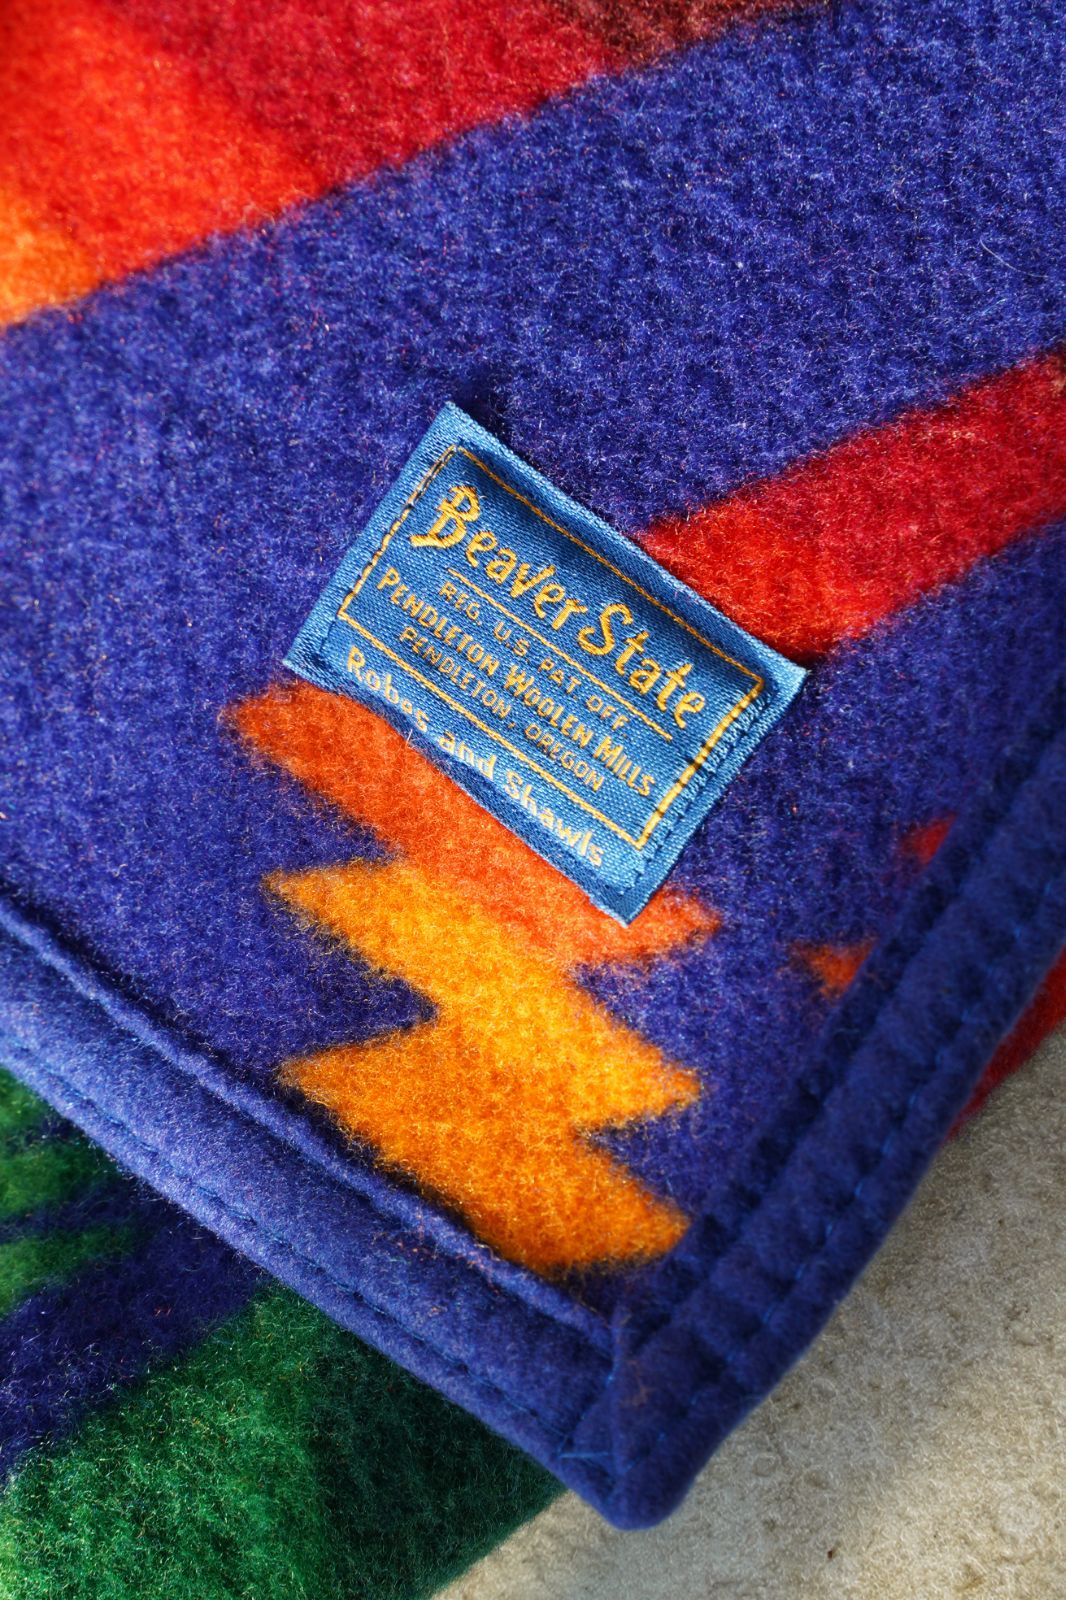 Beaver State
REG. U.S. PAT. OFF.
PENDLETON WOOLEN MILLS
PENDLETON, OREGON
Robes and Shawls